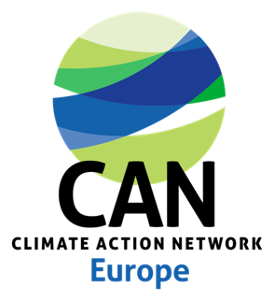 CAN
CLIMATE ACTION NETWORK
Europe